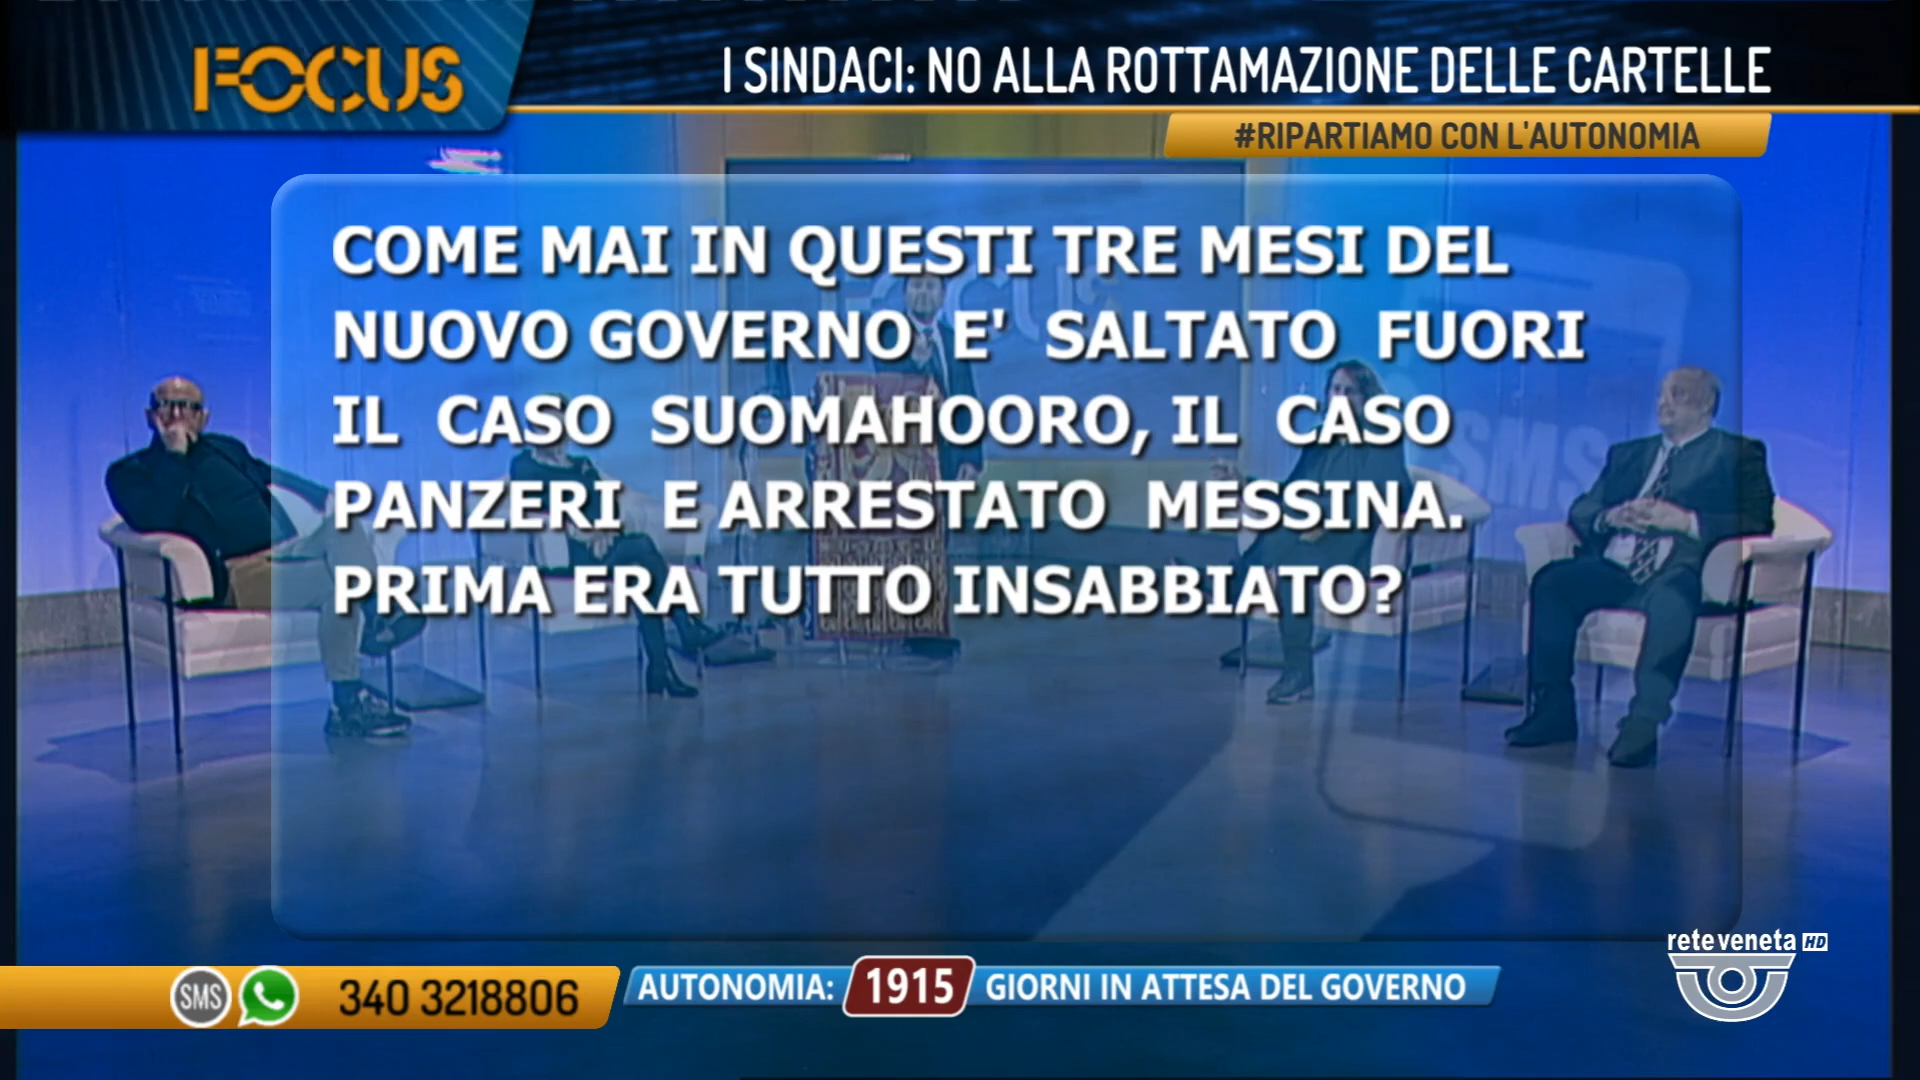 FOCUS
I SINDACI: NO ALLA ROTTAMAZIONE DELLE CARTELLE
#RIPARTIAMO CON L'AUTONOMIA
COME MAI IN QUESTI TRE MESI DEL
NUOVO GOVERNO E' SALTATO FUORI
IL CASO SUOMAHOORO, IL CASO
PANZERI E ARRESTATO MESSINA.
PRIMA ERA TUTTO INSABBIATO?
SMS
reteveneta HD
SMS 340 3218806
AUTONOMIA: 1915 GIORNI IN ATTESA DEL GOVERNO